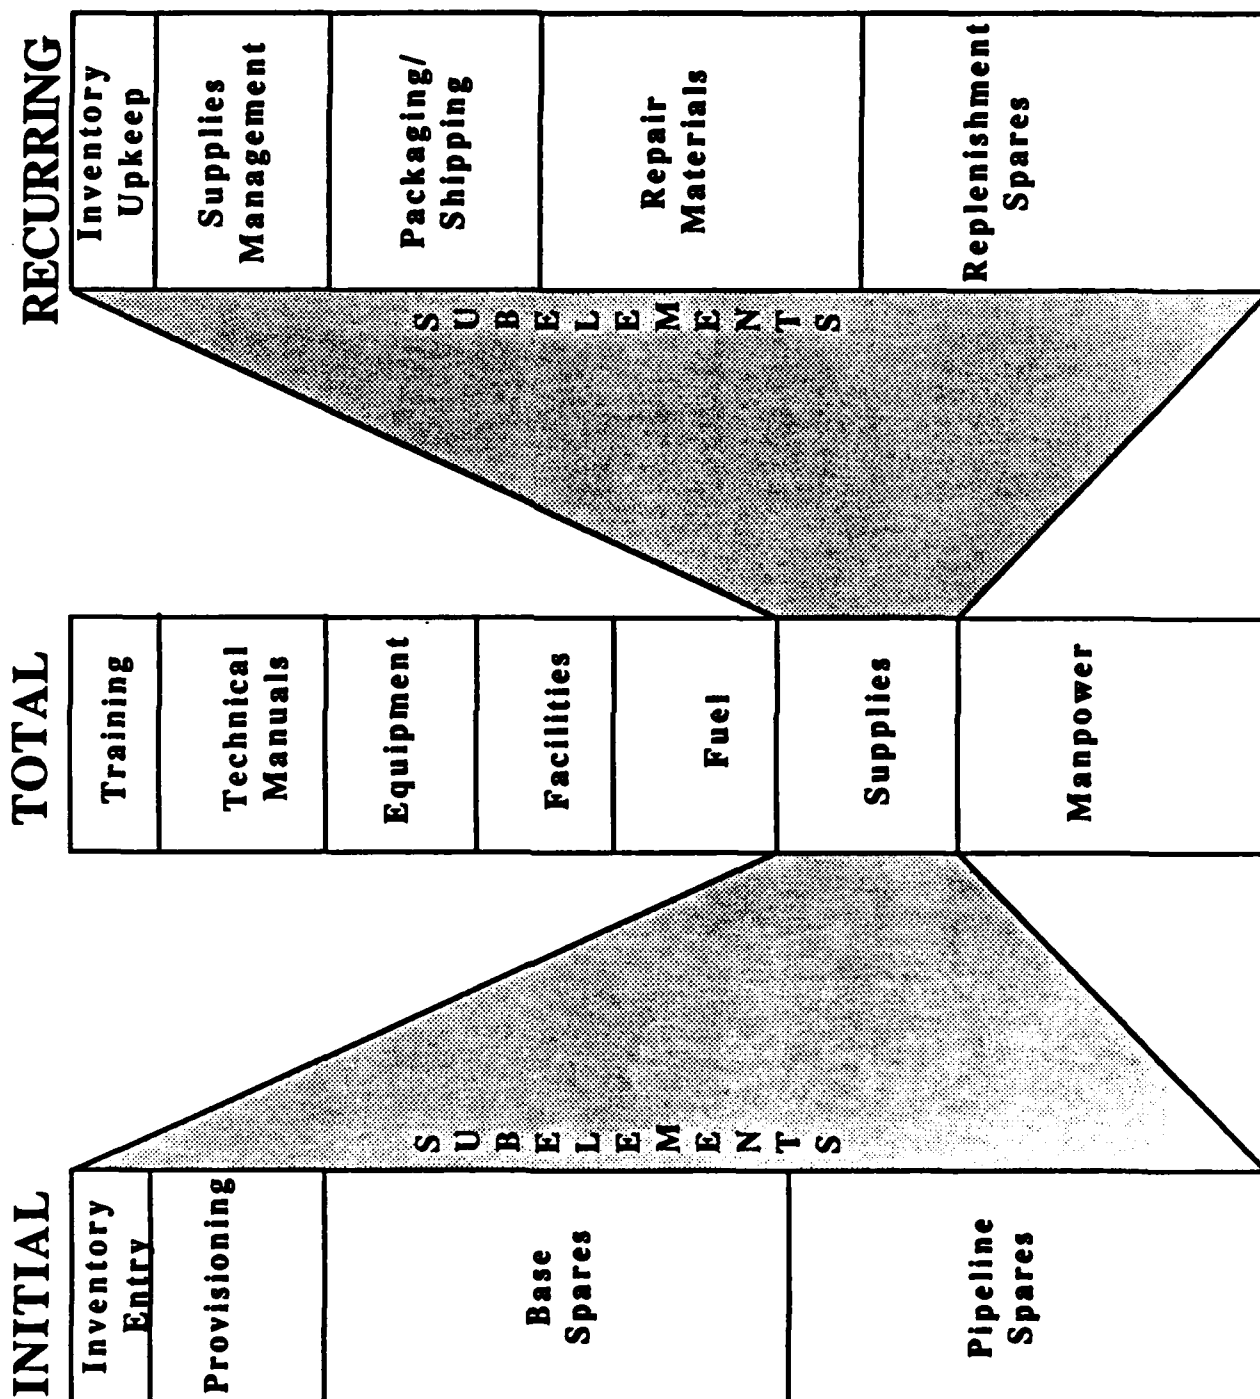 INITIAL
TOTAL
RECURRING
Inventory
Entry
Provisioning
Base
Spares
Pipeline
Spares
SUBELEMENTS
Training
Technical
Manuals
Equipment
Facilities
Fuel
Supplies
Manpower
SUBELEMENTS
Inventory
Upkeep
Supplies
Management
Packaging/
Shipping
Repair
Materials
Replenishment
Spares